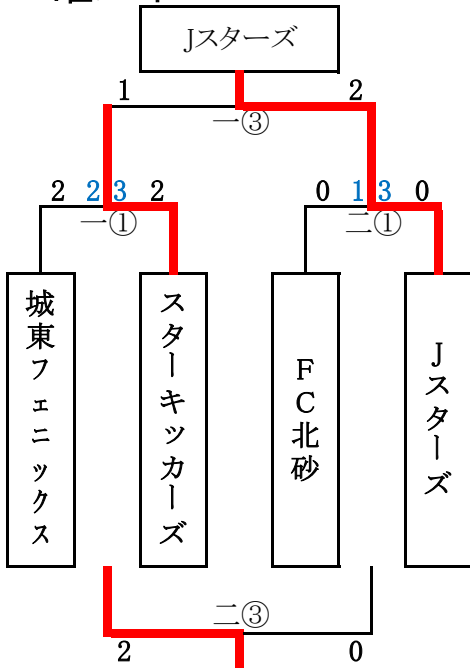 Jスターズ
1 2
一③
2 2 3 2 0 1 3 0
一① 二①
城東フェニックス
スターキッカーズ
FC北砂
Jスターズ
二③
2 0